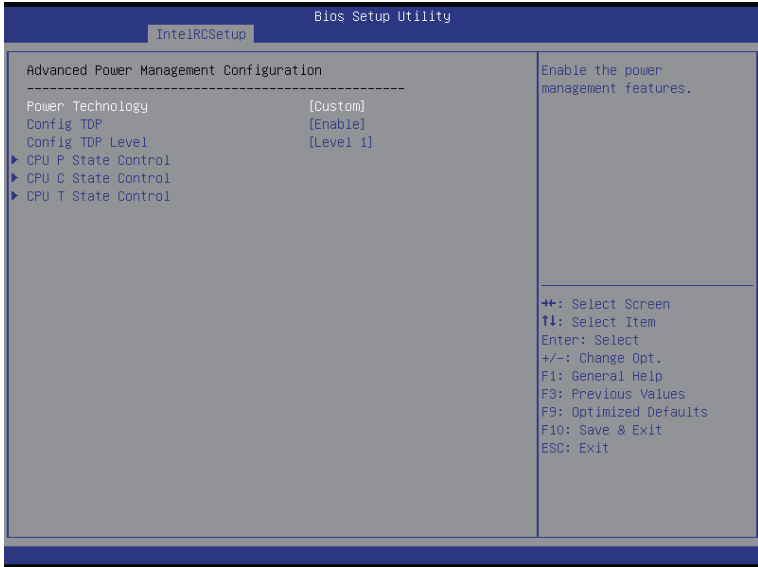 Bios Setup Utility
IntelRCSetup
Advanced Power Management Configuration
------------------------------------------------
Power Technology [Custom]
Config TDP [Enable]
Config TDP Level [Level 1]
CPU P State Control
CPU C State Control
CPU T State Control
Enable the power
management features.
→←: Select Screen
↑↓: Select Item
Enter: Select
+/-: Change Opt.
F1: General Help
F3: Previous Values
F9: Optimized Defaults
F10: Save & Exit
ESC: Exit